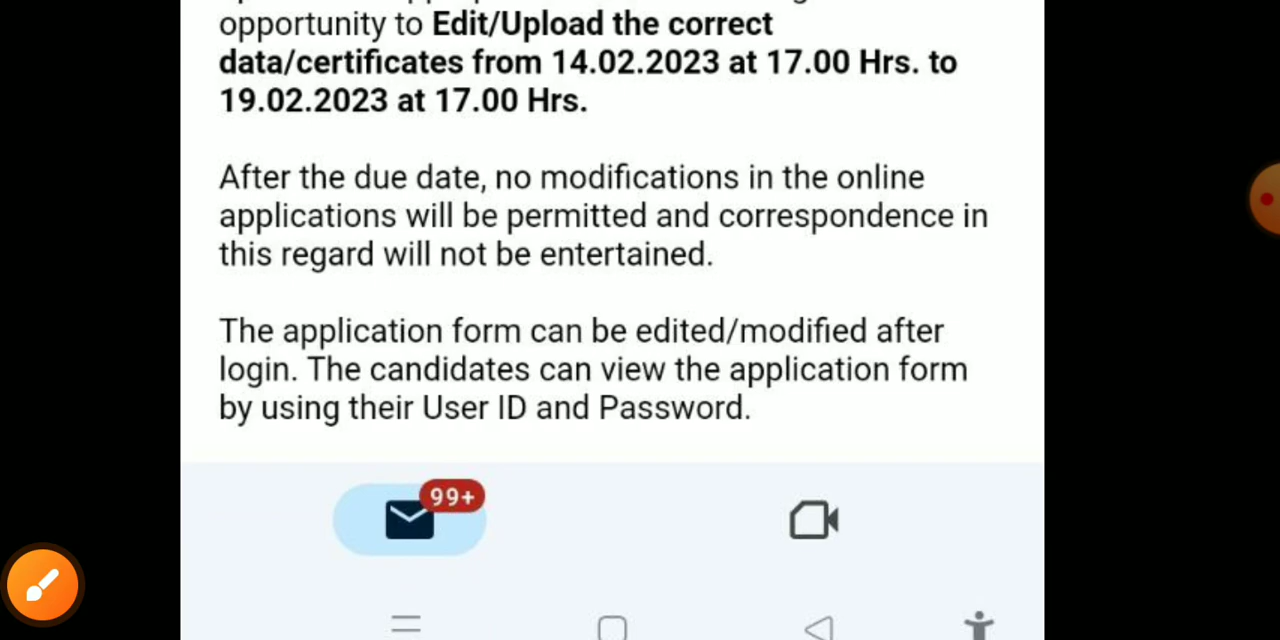 opportunity to Edit/Upload the correct
data/certificates from 14.02.2023 at 17.00 Hrs. to
19.02.2023 at 17.00 Hrs.
After the due date, no modifications in the online
applications will be permitted and correspondence in
this regard will not be entertained.
The application form can be edited/modified after
login. The candidates can view the application form
by using their User ID and Password.
99+